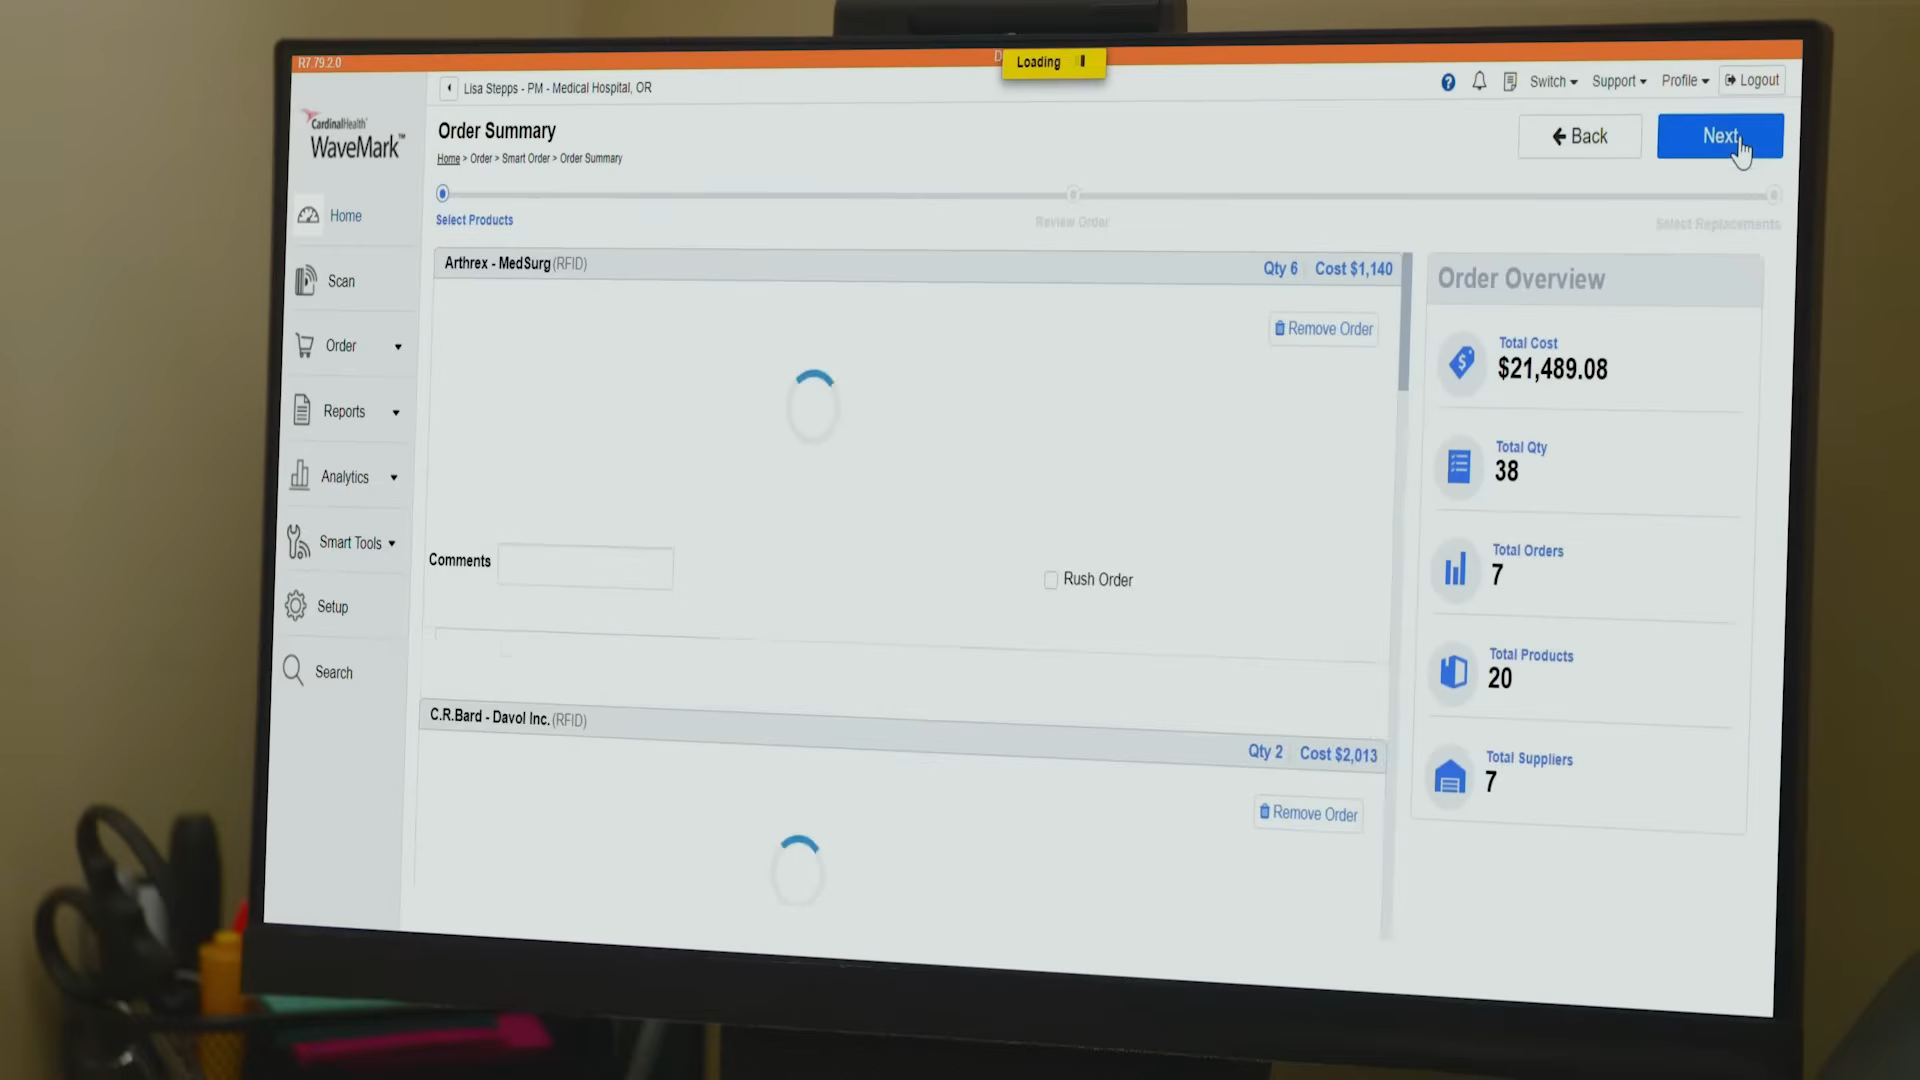 R7.79.2.0
Loading
Lisa Stepps - PM - Medical Hospital, OR
Switch
Support
Profile
Logout
CardinalHealth
WaveMark™
Order Summary
Home > Order > Smart Order > Order Summary
Back
Next
Select Products
Review Order
Select Replacements
Home
Scan
Order
Reports
Analytics
Smart Tools
Setup
Search
Arthrex - MedSurg (RFID)
Qty 6
Cost $1,140
Remove Order
Comments
Rush Order
C.R.Bard - Davol Inc. (RFID)
Qty 2
Cost $2,013
Remove Order
Order Overview
Total Cost
$21,489.08
Total Qty
38
Total Orders
7
Total Products
20
Total Suppliers
7